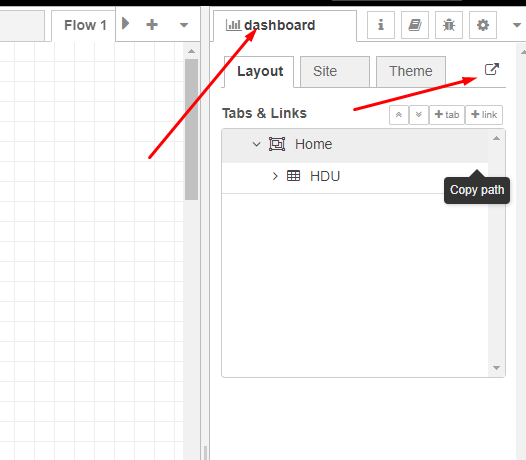 Flow 1
dashboard
Layout
Site
Theme
Tabs & Links
tab
link
Home
HDU
Copy path